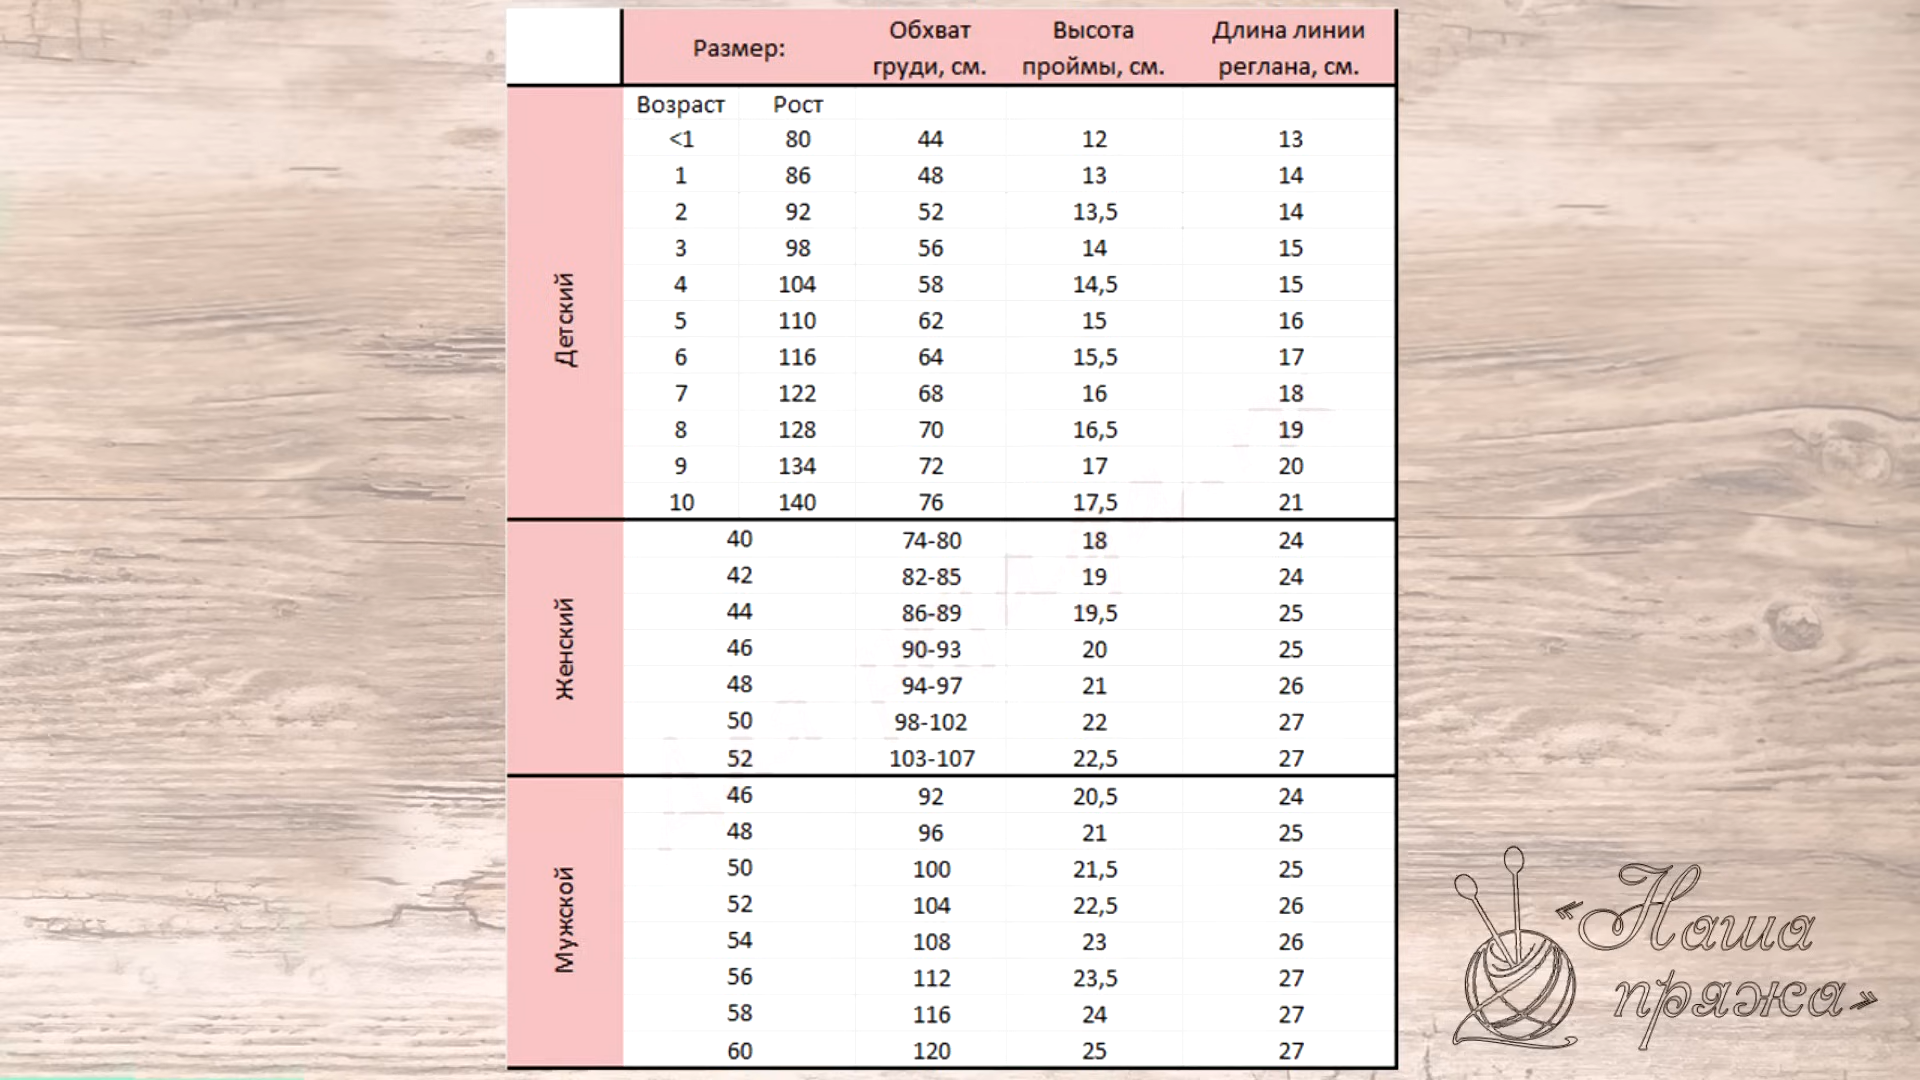 Размер: Обхват груди, см. Высота проймы, см. Длина линии реглана, см.
Детский
Возраст Рост
<1 80 44 12 13
1 86 48 13 14
2 92 52 13,5 14
3 98 56 14 15
4 104 58 14,5 15
5 110 62 15 16
6 116 64 15,5 17
7 122 68 16 18
8 128 70 16,5 19
9 134 72 17 20
10 140 76 17,5 21
Женский
40 74-80 18 24
42 82-85 19 24
44 86-89 19,5 25
46 90-93 20 25
48 94-97 21 26
50 98-102 22 27
52 103-107 22,5 27
Мужской
46 92 20,5 24
48 96 21 25
50 100 21,5 25
52 104 22,5 26
54 108 23 26
56 112 23,5 27
58 116 24 27
60 120 25 27
«Наша
пряжа»